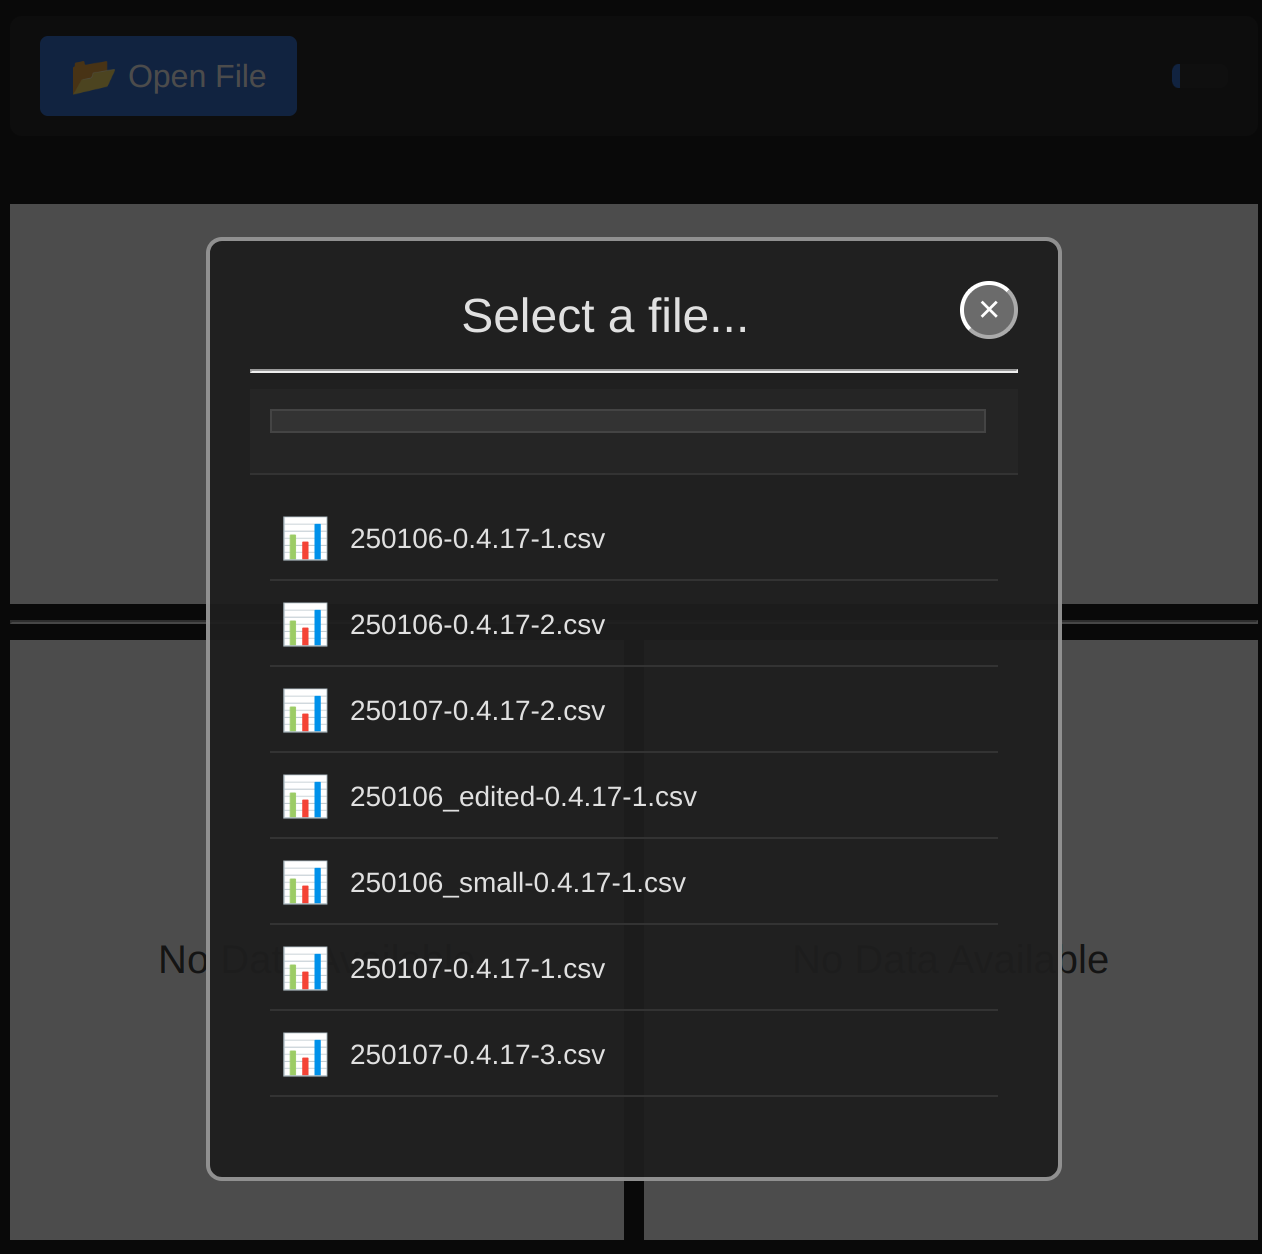 📂 Open File
Select a file...
✕
250106-0.4.17-1.csv
250106-0.4.17-2.csv
250107-0.4.17-2.csv
250106_edited-0.4.17-1.csv
250106_small-0.4.17-1.csv
No Data Available
No Data Available
250107-0.4.17-1.csv
250107-0.4.17-3.csv